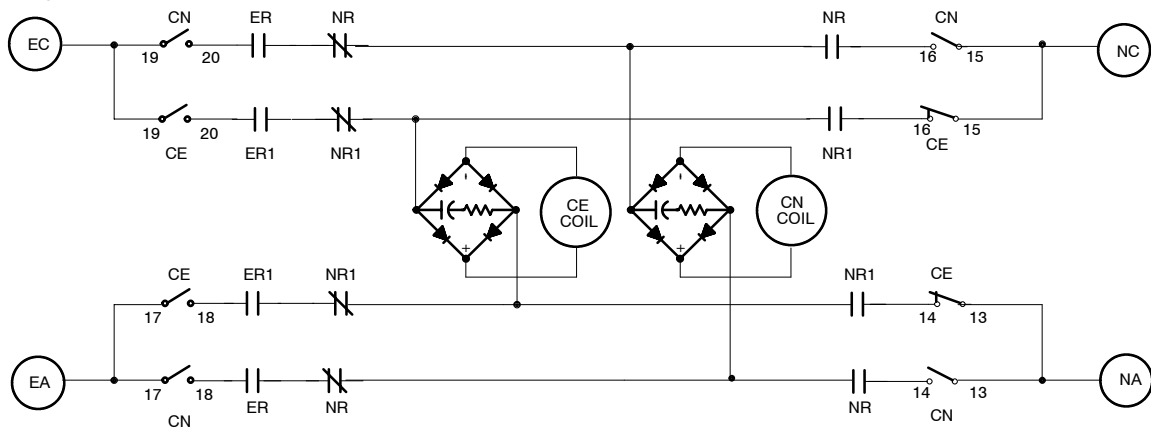 CN ER NR NR CN
EC NC
19 20 16 15
19 20 16 15
CE ER1 NR1 NR1 CE
- -
CE COIL
CN COIL
+ +
CE ER1 NR1 NR1 CE
17 18 14 13
EA NA
17 18 14 13
CN ER NR NR CN